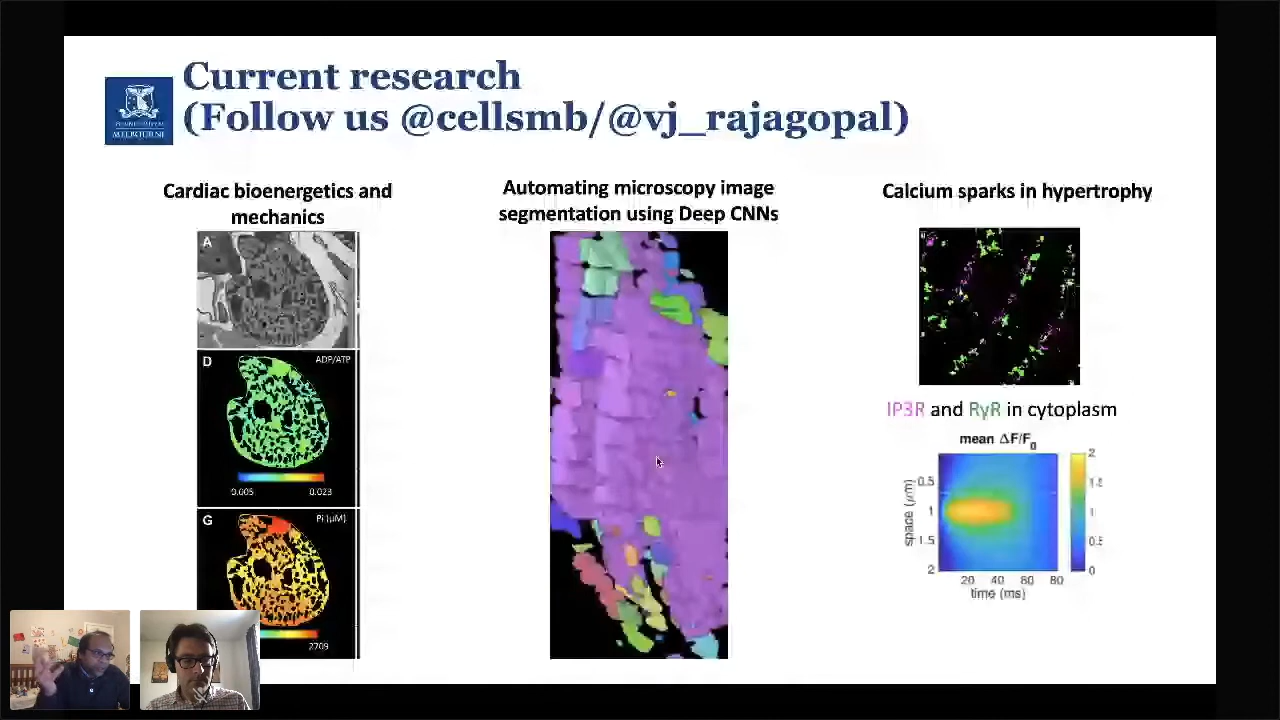 Current research
(Follow us @cellsmb/@vj_rajagopal)
MELBOURNE
Cardiac bioenergetics and
mechanics
A
D
ADP/ATP
0.005
0.023
G
Pi (μM)
2709
Automating microscopy image
segmentation using Deep CNNs
Calcium sparks in hypertrophy
IP3R and RyR in cytoplasm
mean ΔF/F0
space (μm)
0.5
1
1.5
2
20 40 60 80
time (ms)
2
1.5
1
0.5
0